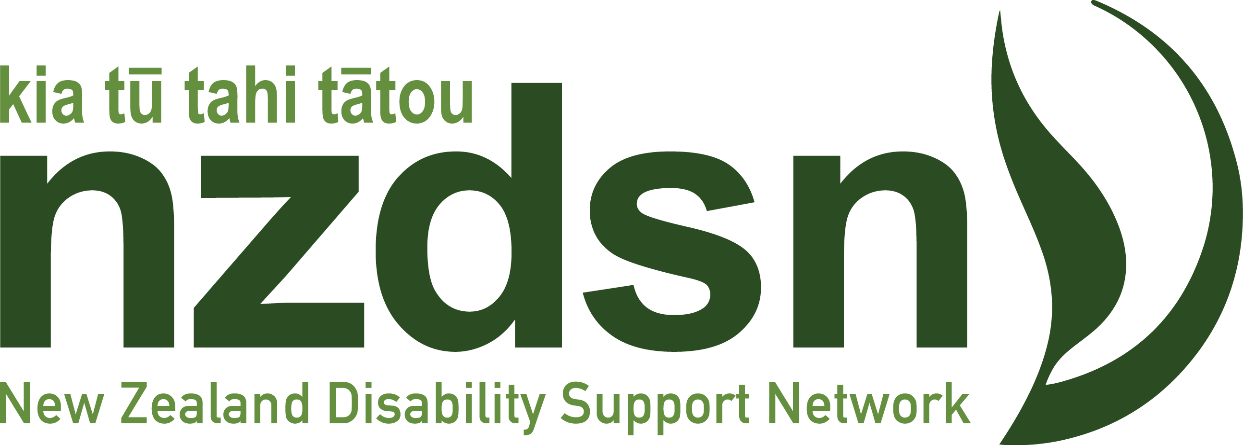 kia tū tahi tātou
nzdsn
New Zealand Disability Support Network